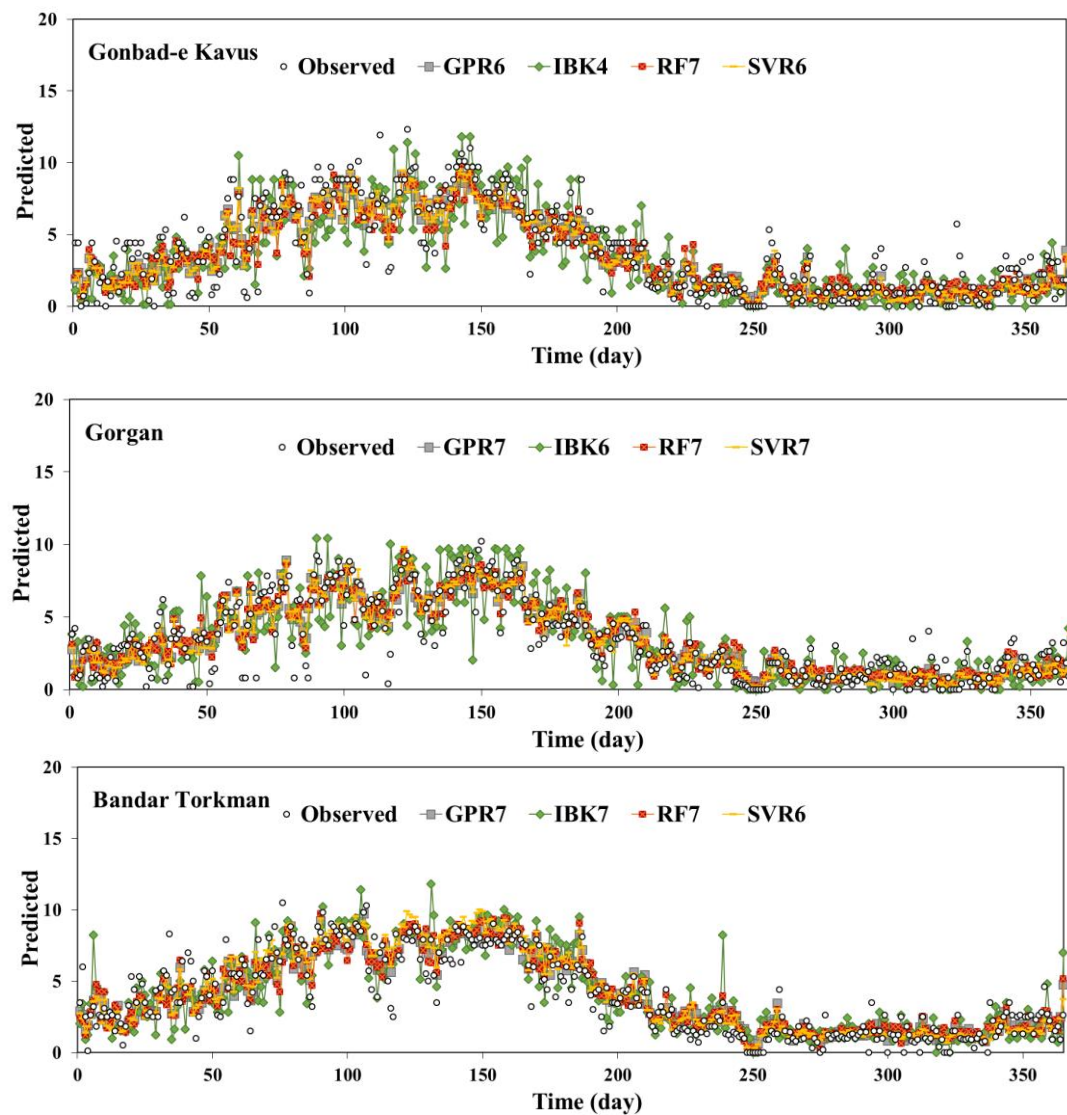 20
Gonbad-e Kavus
Observed GPR6 IBK4 RF7 SVR6
15
Predicted
10
5
0
0 50 100 150 200 250 300 350
Time (day)
20
Gorgan
Observed GPR7 IBK6 RF7 SVR7
15
Predicted
10
5
0
0 50 100 150 200 250 300 350
Time (day)
20
Bandar Torkman
Observed GPR7 IBK7 RF7 SVR6
15
Predicted
10
5
0
0 50 100 150 200 250 300 350
Time (day)